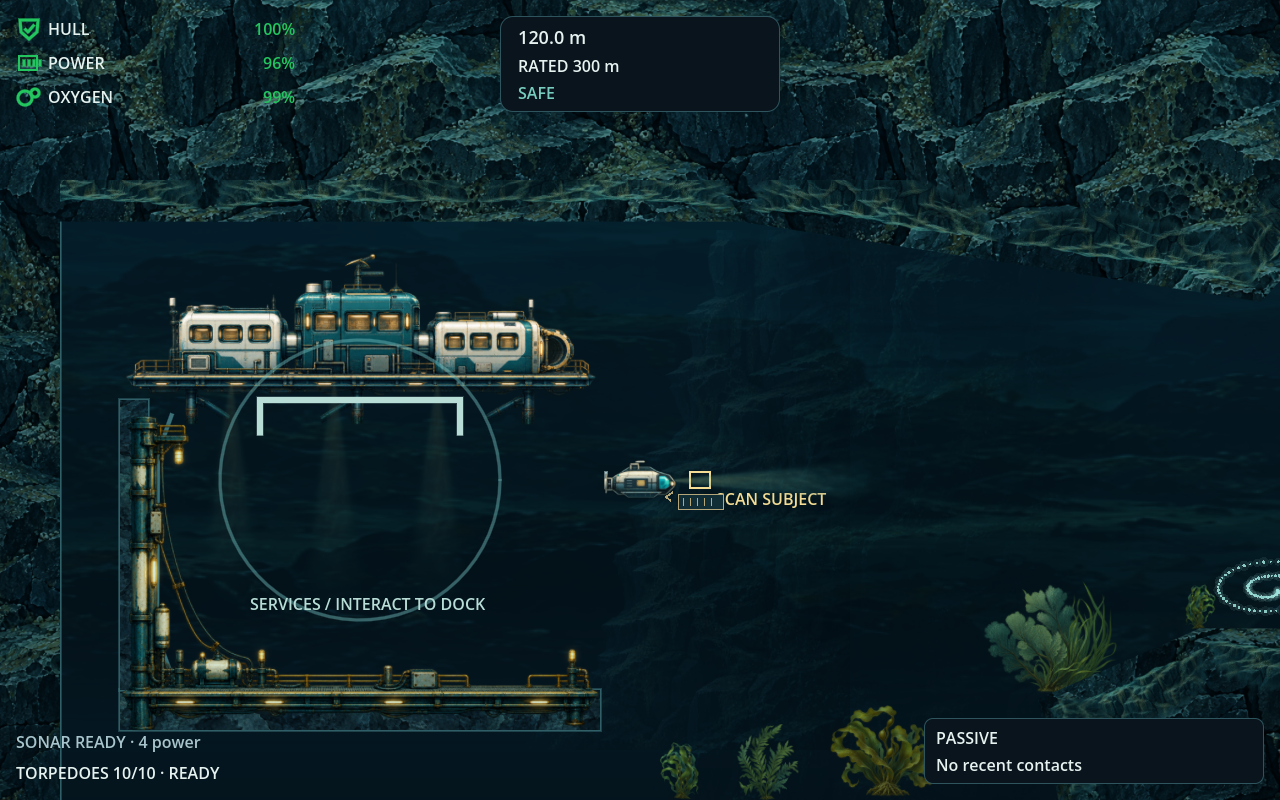 HULL 100%
POWER 96%
OXYGEN 99%
120.0 m
RATED 300 m
SAFE
CAN SUBJECT
SERVICES / INTERACT TO DOCK
SONAR READY · 4 power
TORPEDOES 10/10 · READY
PASSIVE
No recent contacts